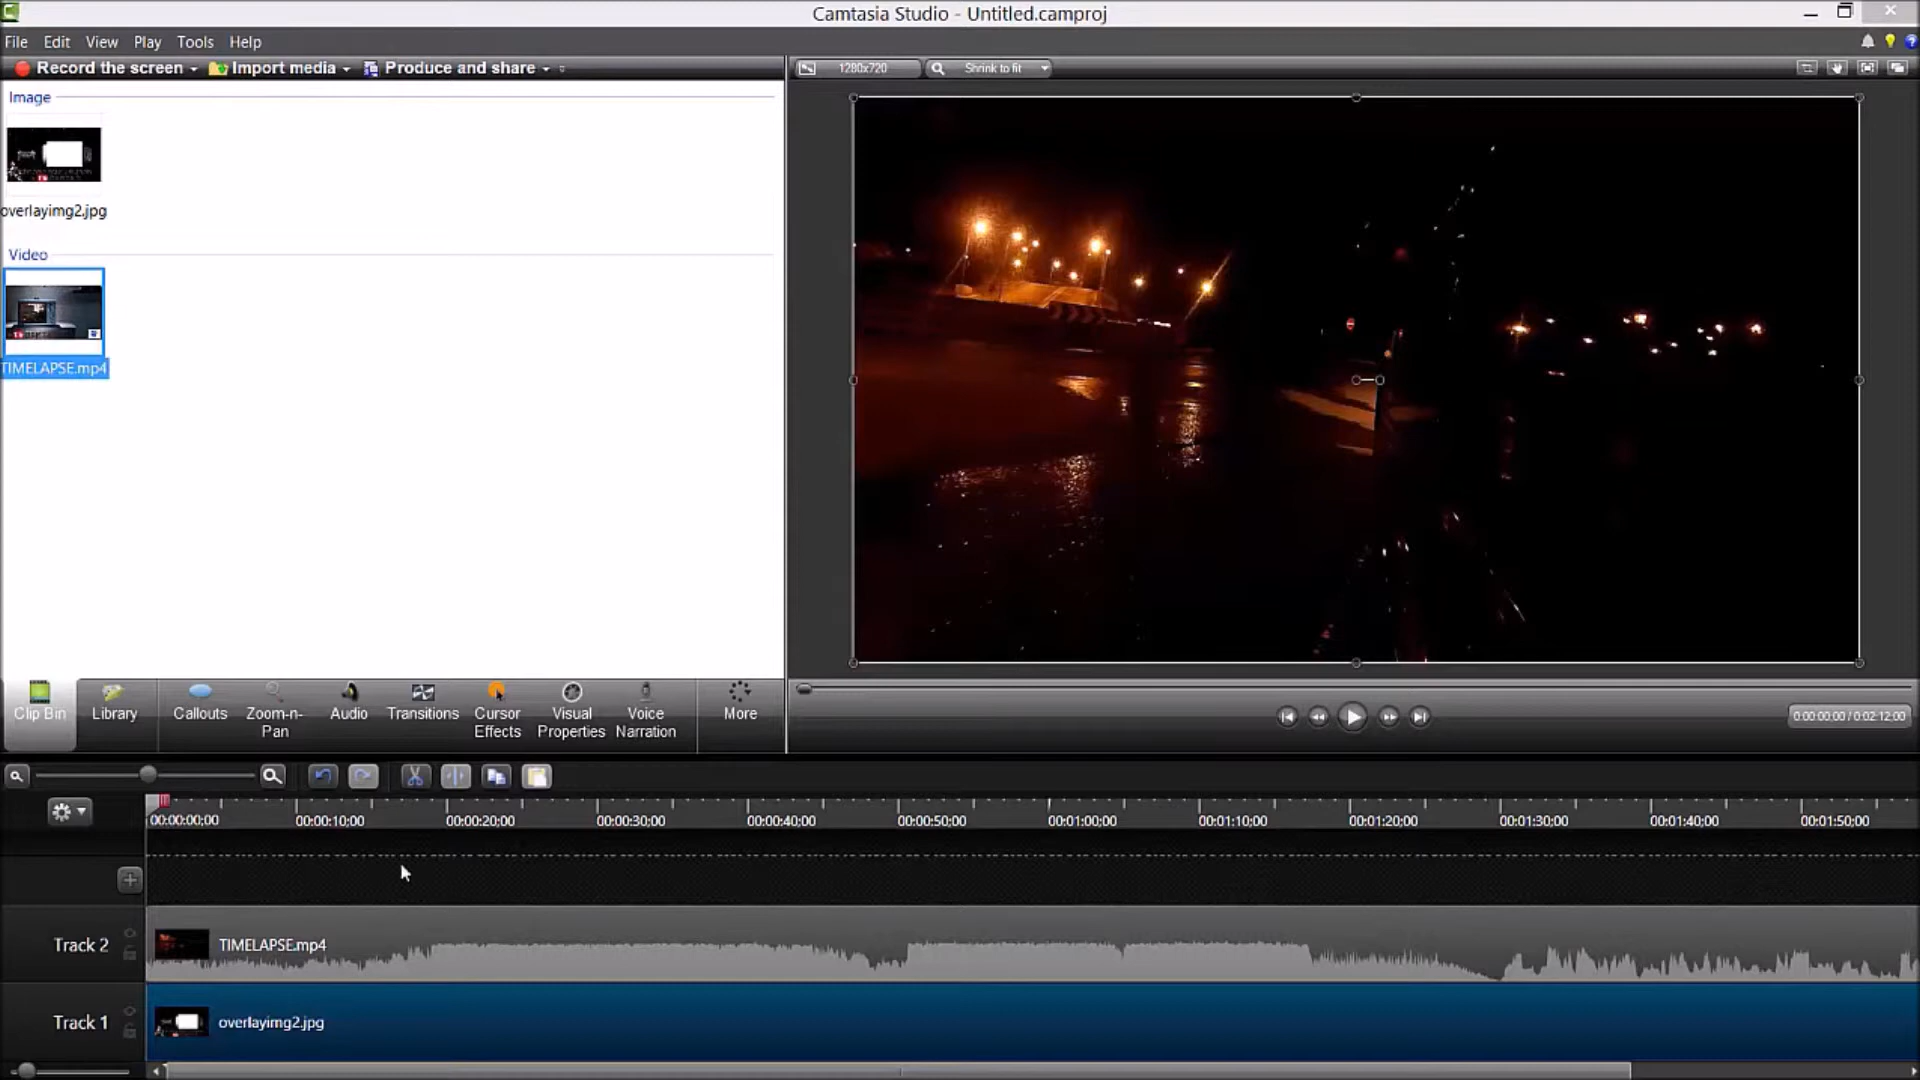 Camtasia Studio - Untitled.camproj
File Edit View Play Tools Help
Record the screen Import media Produce and share
1280x720 Shrink to fit
Image
overlayimg2.jpg
Video
TIMELAPSE.mp4
Clip Bin Library Callouts Zoom-n-Pan Audio Transitions Cursor Effects Visual Properties Voice Narration More
0:00:00;00 / 0:02:12;00
00:00:00;00 00:00:10;00 00:00:20;00 00:00:30;00 00:00:40;00 00:00:50;00 00:01:00;00 00:01:10;00 00:01:20;00 00:01:30;00 00:01:40;00 00:01:50;00
Track 2 TIMELAPSE.mp4
Track 1 overlayimg2.jpg